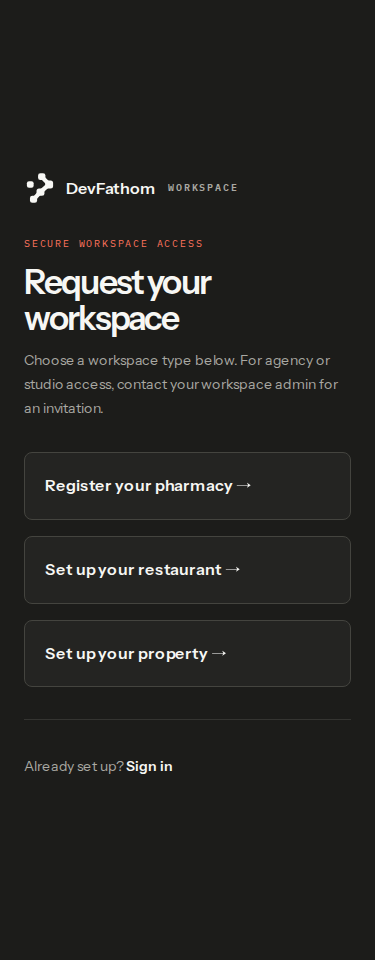 DevFathom WORKSPACE
SECURE WORKSPACE ACCESS
Request your
workspace
Choose a workspace type below. For agency or
studio access, contact your workspace admin for
an invitation.
Register your pharmacy →
Set up your restaurant →
Set up your property →
Already set up? Sign in